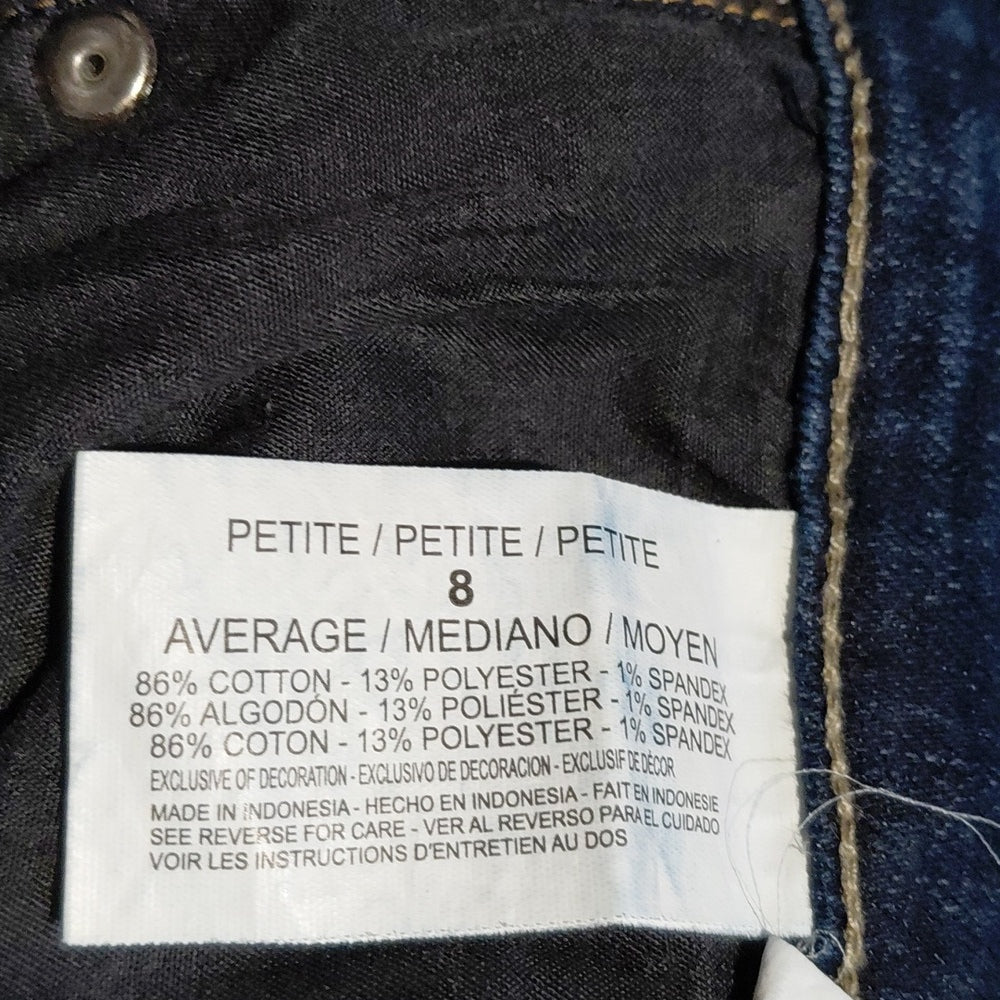 PETITE / PETITE / PETITE
8
AVERAGE / MEDIANO / MOYEN
86% COTTON - 13% POLYESTER - 1% SPANDEX
86% ALGODÓN - 13% POLIÉSTER - 1% SPANDEX
86% COTON - 13% POLYESTER - 1% SPANDEX
EXCLUSIVE OF DECORATION - EXCLUSIVO DE DECORACION - EXCLUSIF DE DÈCOR
MADE IN INDONESIA - HECHO EN INDONESIA - FAIT EN INDONESIE
SEE REVERSE FOR CARE - VER AL REVERSO PARA EL CUIDADO
VOIR LES INSTRUCTIONS D'ENTRETIEN AU DOS